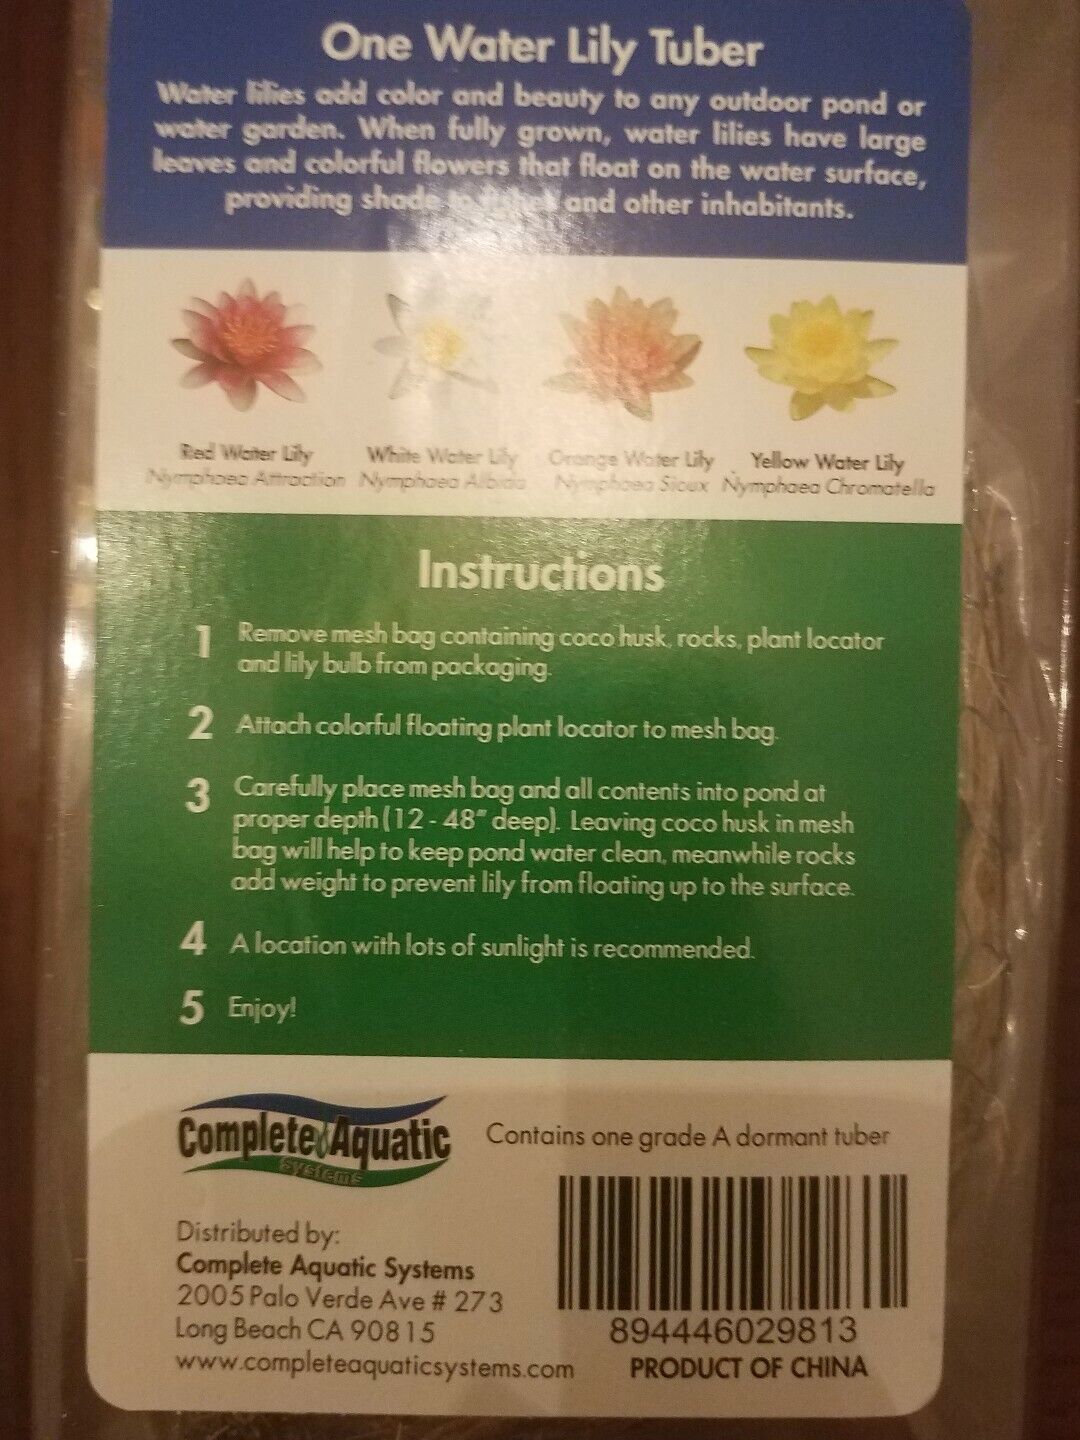 One Water Lily Tuber
Water lilies add color and beauty to any outdoor pond or
water garden. When fully grown, water lilies have large
leaves and colorful flowers that float on the water surface,
providing shade to fishes and other inhabitants.
Red Water Lily
Nymphaea Attraction
White Water Lily
Nymphaea Albida
Orange Water Lily
Nymphaea Sioux
Yellow Water Lily
Nymphaea Chromatella
Instructions
1 Remove mesh bag containing coco husk, rocks, plant locator
and lily bulb from packaging.
2 Attach colorful floating plant locator to mesh bag.
3 Carefully place mesh bag and all contents into pond at
proper depth (12 - 48" deep). Leaving coco husk in mesh
bag will help to keep pond water clean, meanwhile rocks
add weight to prevent lily from floating up to the surface.
4 A location with lots of sunlight is recommended.
5 Enjoy!
Complete Aquatic
Systems
Contains one grade A dormant tuber
Distributed by:
Complete Aquatic Systems
2005 Palo Verde Ave # 273
Long Beach CA 90815
www.completeaquaticsystems.com
894446029813
PRODUCT OF CHINA